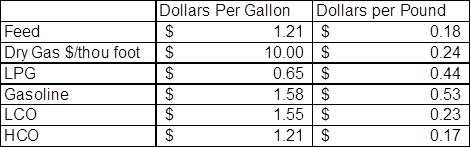 Dollars Per Gallon Dollars per Pound
Feed $ 1.21 $ 0.18
Dry Gas $/thou foot $ 10.00 $ 0.24
LPG $ 0.65 $ 0.44
Gasoline $ 1.58 $ 0.53
LCO $ 1.55 $ 0.23
HCO $ 1.21 $ 0.17